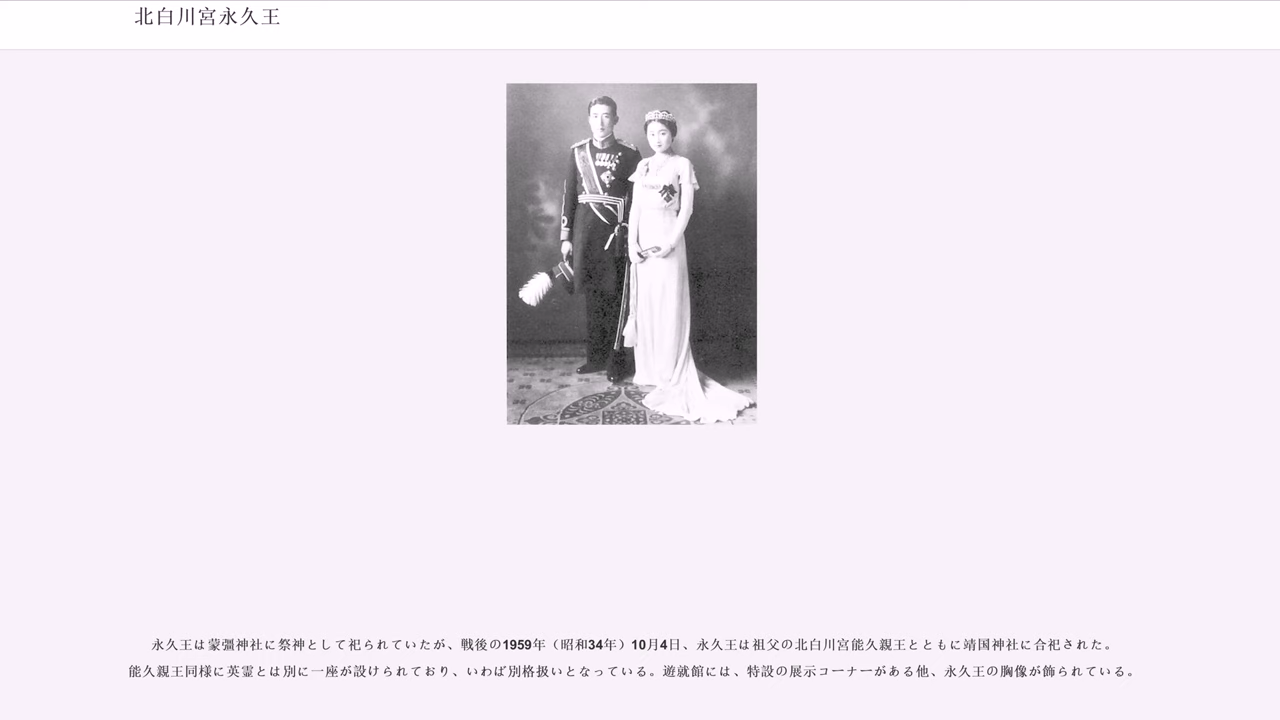 北白川宮永久王
永久王は蒙彊神社に祭神として祀られていたが、戦後の1959年（昭和34年）10月4日、永久王は祖父の北白川宮能久親王とともに靖国神社に合祀された。
能久親王同様に英霊とは別に一座が設けられており、いわば別格扱いとなっている。遊就館には、特設の展示コーナーがある他、永久王の胸像が飾られている。